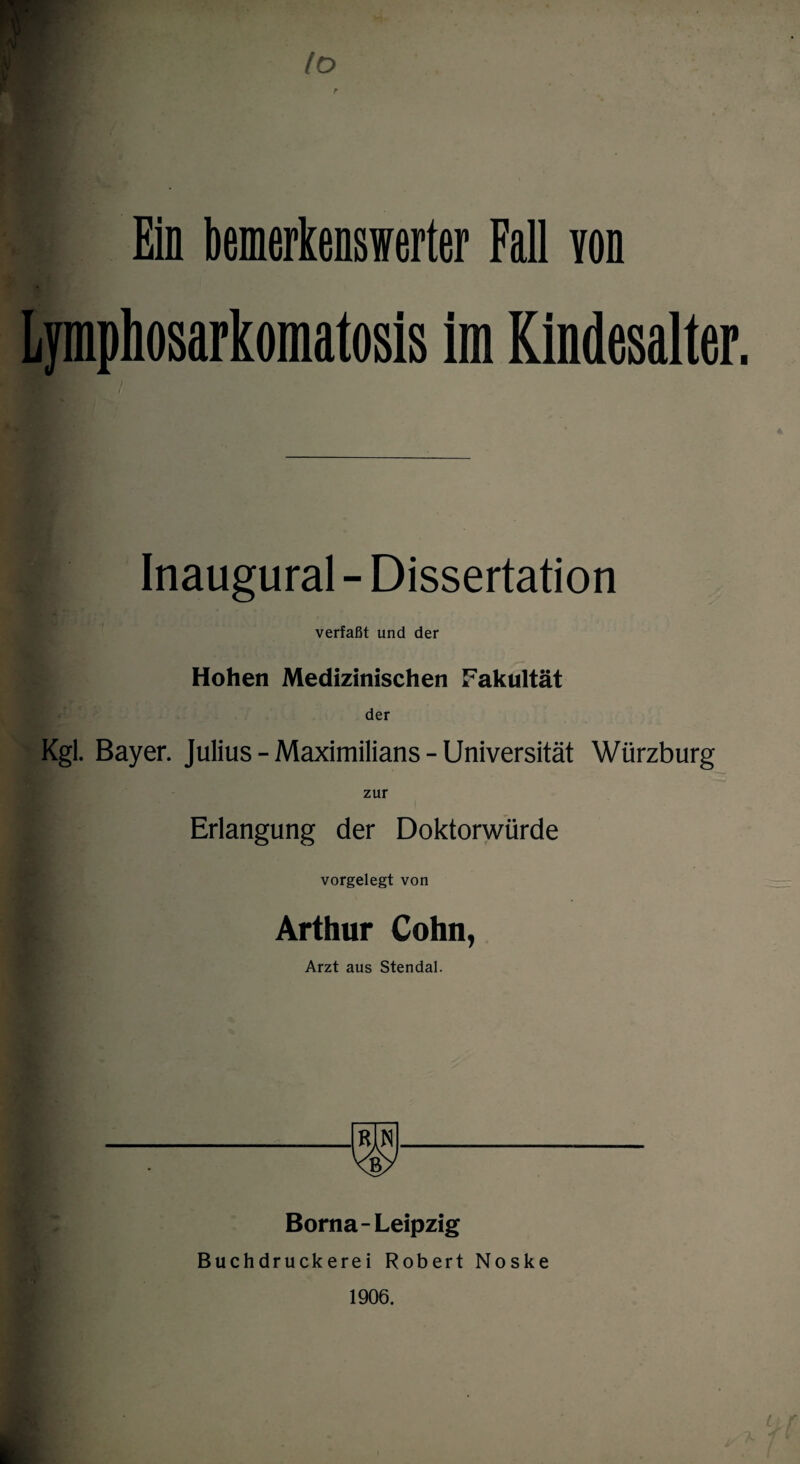 10
Ein bemerkenswerter Fall von
Lymphosarkomatosis im Kindesalter.
Inaugural-Dissertation
verfaßt und der
Hohen Medizinischen Fakultät
der
Kgl. Bayer. Julius-Maximilians-Universität Würzburg
zur
Erlangung der Doktorwürde
vorgelegt von
Arthur Cohn,
Arzt aus Stendal.
RN
B
Borna-Leipzig
Buchdruckerei Robert Noske
1906.